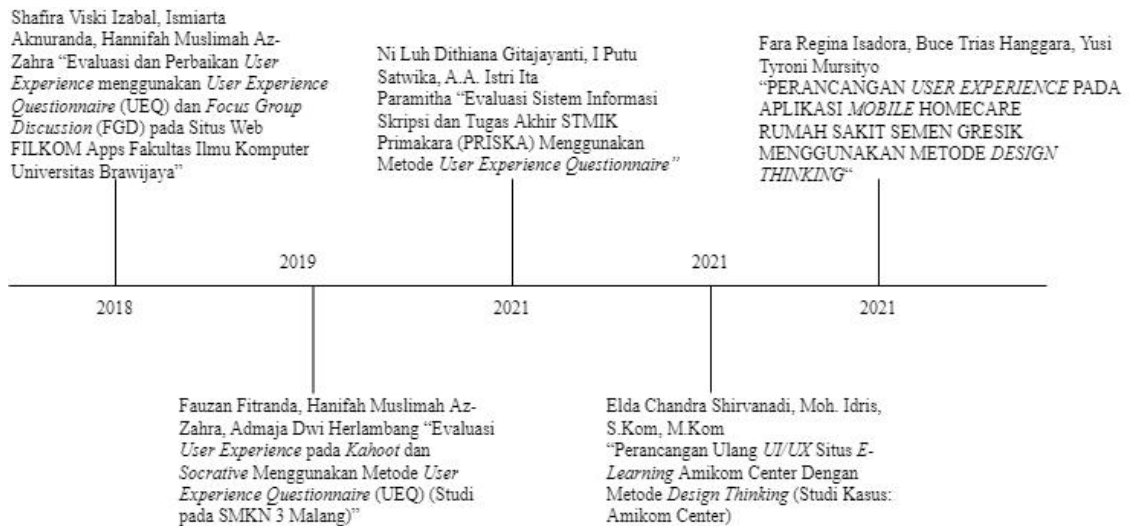 Shafira Viski Izabal, Ismiarta
Aknuranda, Hannifah Muslimah Az-
Zahra “Evaluasi dan Perbaikan User
Experience menggunakan User Experience
Questionnaire (UEQ) dan Focus Group
Discussion (FGD) pada Situs Web
FILKOM Apps Fakultas Ilmu Komputer
Universitas Brawijaya”
Ni Luh Dithiana Gitajayanti, I Putu
Satwika, A.A. Istri Ita
Paramitha “Evaluasi Sistem Informasi
Skripsi dan Tugas Akhir STMIK
Primakara (PRISKA) Menggunakan
Metode User Experience Questionnaire”
Fara Regina Isadora, Buce Trias Hanggara, Yusi
Tyroni Mursityo
“PERANCANGAN USER EXPERIENCE PADA
APLIKASI MOBILE HOMECARE
RUMAH SAKIT SEMEN GRESIK
MENGGUNAKAN METODE DESIGN
THINKING“
2019
2021
2018
2021
2021
Fauzan Fitranda, Hanifah Muslimah Az-
Zahra, Admaja Dwi Herlambang “Evaluasi
User Experience pada Kahoot dan
Socrative Menggunakan Metode User
Experience Questionnaire (UEQ) (Studi
pada SMKN 3 Malang)”
Elda Chandra Shirvanadi, Moh. Idris,
S.Kom, M.Kom
“Perancangan Ulang UI/UX Situs E-
Learning Amikom Center Dengan
Metode Design Thinking (Studi Kasus:
Amikom Center)